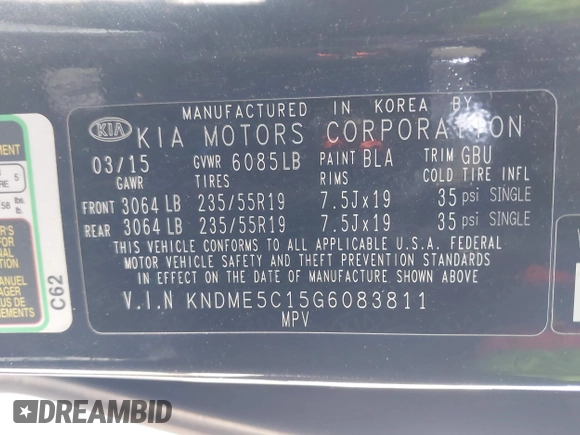 MANUFACTURED IN KOREA BY
KIA KIA MOTORS CORPORATION
03/15 GVWR 6085LB PAINT BLA TRIM GBU
GAWR TIRES RIMS COLD TIRE INFL
FRONT 3064 LB 235/55R19 7.5Jx19 35 psi SINGLE
REAR 3064 LB 235/55R19 7.5Jx19 35 psi SINGLE
THIS VEHICLE CONFORMS TO ALL APPLICABLE U.S.A. FEDERAL
MOTOR VEHICLE SAFETY AND THEFT PREVENTION STANDARDS
IN EFFECT ON THE DATE OF MANUFACTURE SHOWN ABOVE
V.I.N KNDME5C15G6083811
MPV
C62
5
lbs.
lb.
DREAMBID